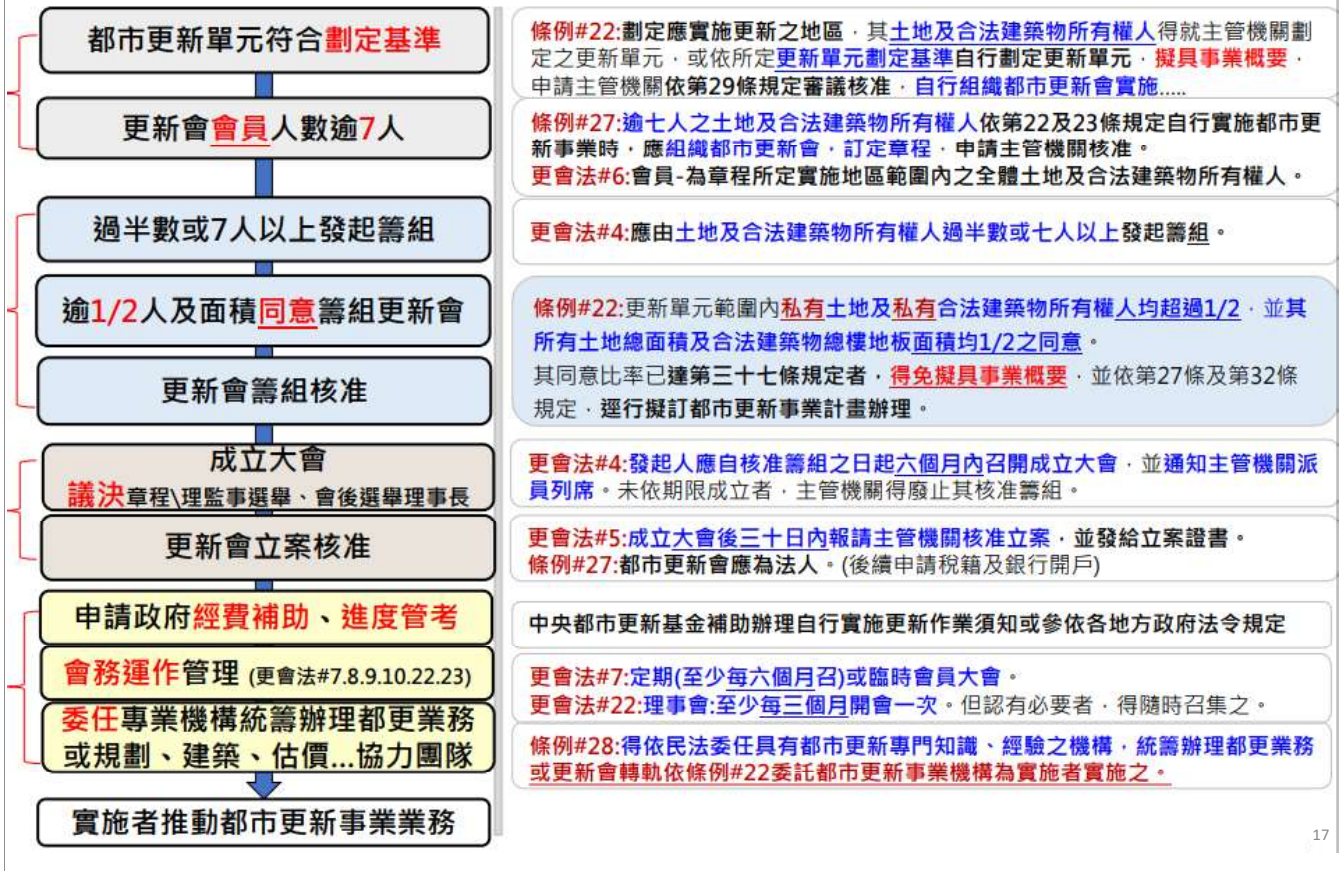 都市更新單元符合劃定基準
條例#22:劃定應實施更新之地區，其土地及合法建築物所有權人得就主管機關劃
定之更新單元，或依所定更新單元劃定基準自行劃定更新單元，擬具事業概要，
申請主管機關依第29條規定審議核准，自行組織都市更新會實施.....
更新會會員人數逾7人
條例#27:逾七人之土地及合法建築物所有權人依第22及23條規定自行實施都市更
新事業時，應組織都市更新會，訂定章程，申請主管機關核准。
更會法#6:會員-為章程所定實施地區範圍內之全體土地及合法建築物所有權人。
過半數或7人以上發起籌組
更會法#4:應由土地及合法建築物所有權人過半數或七人以上發起籌組。
逾1/2人及面積同意籌組更新會
更新會籌組核准
條例#22:更新單元範圍內私有土地及私有合法建築物所有權人均超過1/2，並其
所有土地總面積及合法建築物總樓地板面積均1/2之同意。
其同意比率已達第三十七條規定者，得免擬具事業概要，並依第27條及第32條
規定，逕行擬訂都市更新事業計畫辦理。
成立大會
議決章程\理監事選舉、會後選舉理事長
更會法#4:發起人應自核准籌組之日起六個月內召開成立大會，並通知主管機關派
員列席。未依期限成立者，主管機關得廢止其核准籌組。
更新會立案核准
更會法#5:成立大會後三十日內報請主管機關核准立案，並發給立案證書。
條例#27:都市更新會應為法人。(後續申請稅籍及銀行開戶)
申請政府經費補助、進度管考
中央都市更新基金補助辦理自行實施更新作業須知或參依各地方政府法令規定
會務運作管理 (更會法#7.8.9.10.22.23)
更會法#7:定期(至少每六個月召)或臨時會員大會。
更會法#22:理事會:至少每三個月開會一次。但認有必要者，得隨時召集之。
委任專業機構統籌辦理都更業務
或規劃、建築、估價...協力團隊
條例#28:得依民法委任具有都市更新專門知識、經驗之機構，統籌辦理都更業務
或更新會轉軌依條例#22委託都市更新事業機構為實施者實施之。
實施者推動都市更新事業業務
17